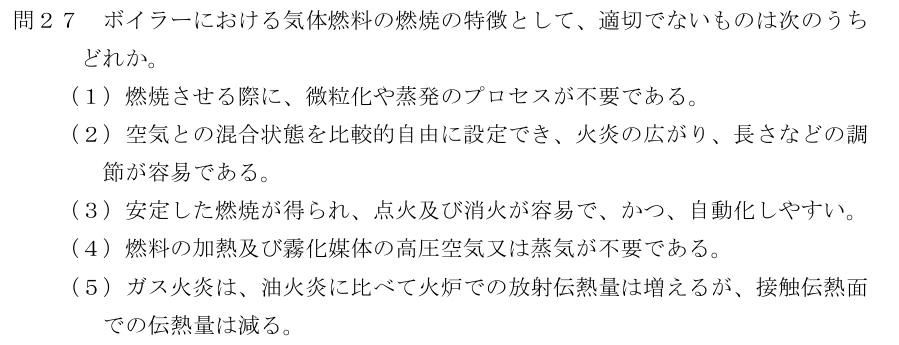 問27 ボイラーにおける気体燃料の燃焼の特徴として、適切でないものは次のうち
どれか。
(1)燃焼させる際に、微粒化や蒸発のプロセスが不要である。
(2)空気との混合状態を比較的自由に設定でき、火炎の広がり、長さなどの調
節が容易である。
(3)安定した燃焼が得られ、点火及び消火が容易で、かつ、自動化しやすい。
(4)燃料の加熱及び霧化媒体の高圧空気又は蒸気が不要である。
(5)ガス火炎は、油火炎に比べて火炉での放射伝熱量は増えるが、接触伝熱面
での伝熱量は減る。